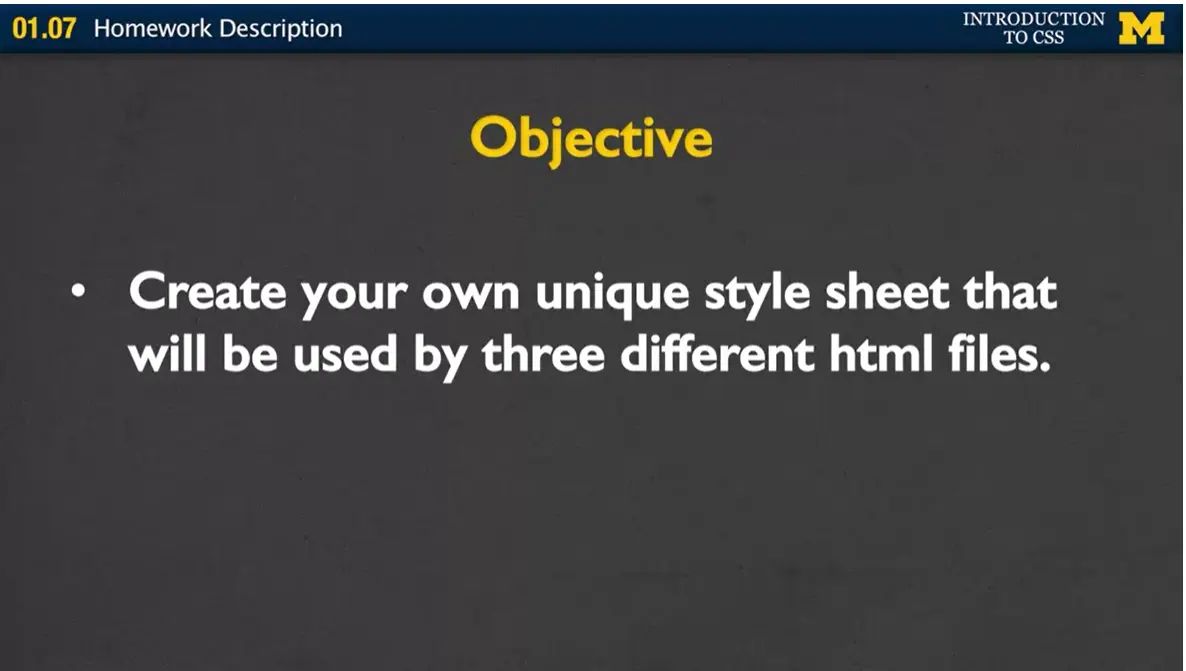 01.07 Homework Description
INTRODUCTION
TO CSS
M
Objective
• Create your own unique style sheet that
will be used by three different html files.